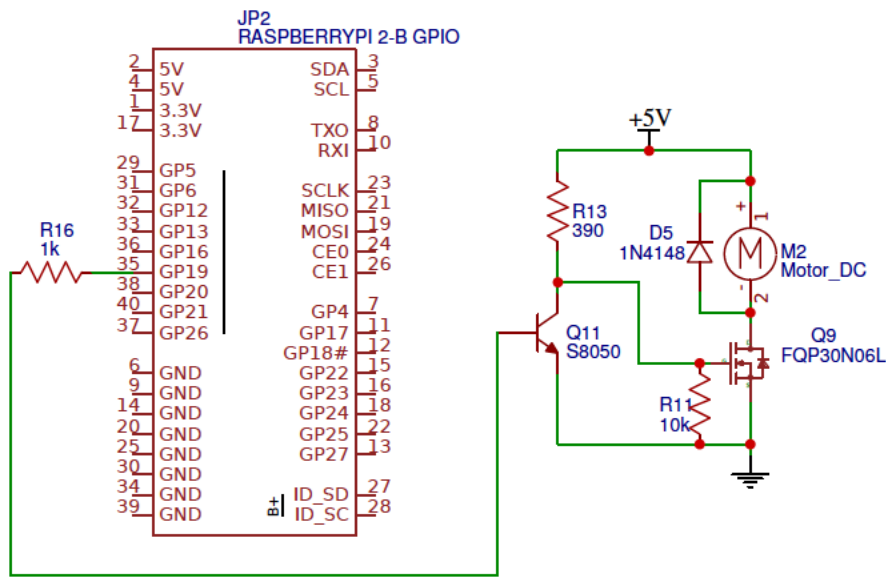 JP2
RASPBERRYPI 2-B GPIO
2 5V SDA 3
4 5V SCL 5
1 3.3V
17 3.3V TXO 8
RXI 10
29 GP5
31 GP6 SCLK 23
32 GP12 MISO 21
33 GP13 MOSI 19
36 GP16 CE0 24
35 GP19 CE1 26
38 GP20
40 GP21 GP4 7
37 GP26 GP17 11
GP18# 12
6 GND GP22 15
9 GND GP23 16
14 GND GP24 18
20 GND GP25 22
25 GND GP27 13
30 GND
34 GND ID_SD 27
39 GND ID_SC 28
B+
R16
1k
+5V
R13
390
D5
1N4148
+ 1
M
M2
Motor_DC
- 2
Q11
S8050
Q9
FQP30N06L
R11
10k